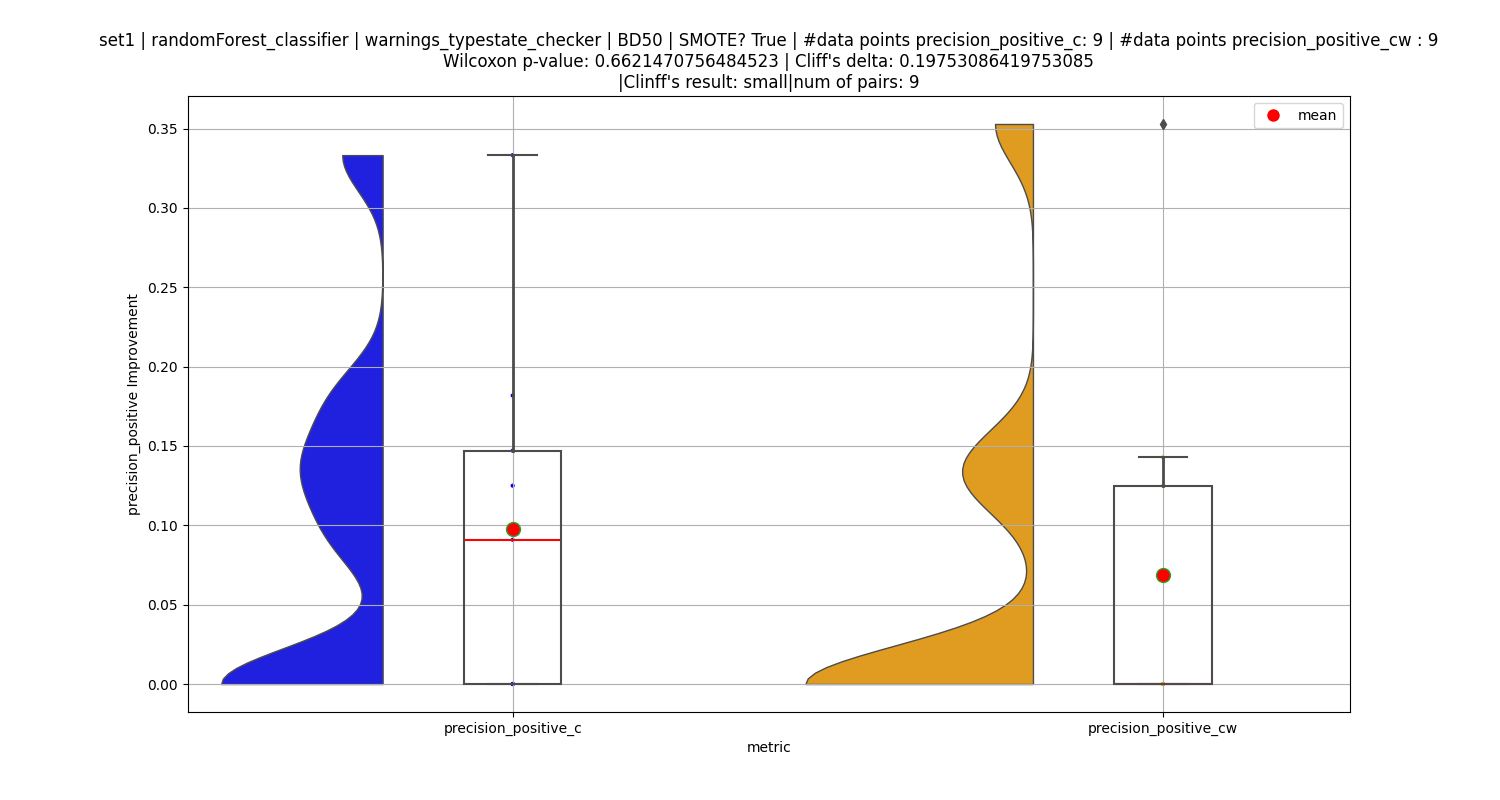 set1 | randomForest_classifier | warnings_typestate_checker | BD50 | SMOTE? True | #data points precision_positive_c: 9 | #data points precision_positive_cw : 9
Wilcoxon p-value: 0.6621470756484523 | Cliff's delta: 0.19753086419753085
|Clinff's result: small|num of pairs: 9
mean
0.35
0.30
0.25
0.20
0.15
0.10
0.05
0.00
precision_positive Improvement
precision_positive_c
precision_positive_cw
metric